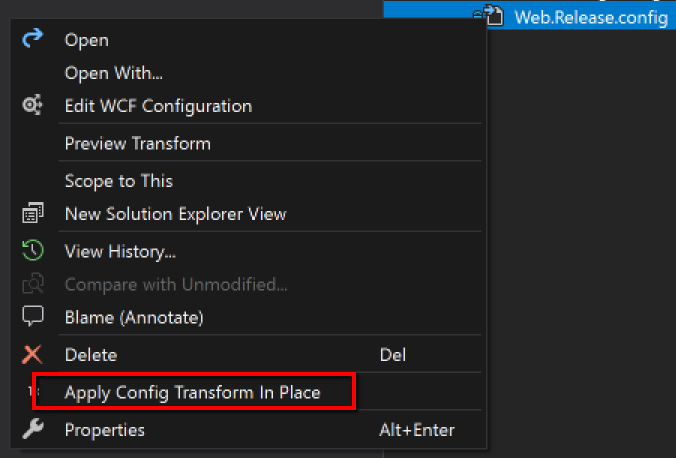 Web.Release.config
Open
Open With...
Edit WCF Configuration
Preview Transform
Scope to This
New Solution Explorer View
View History...
Compare with Unmodified...
Blame (Annotate)
Delete Del
Apply Config Transform In Place
Properties Alt+Enter